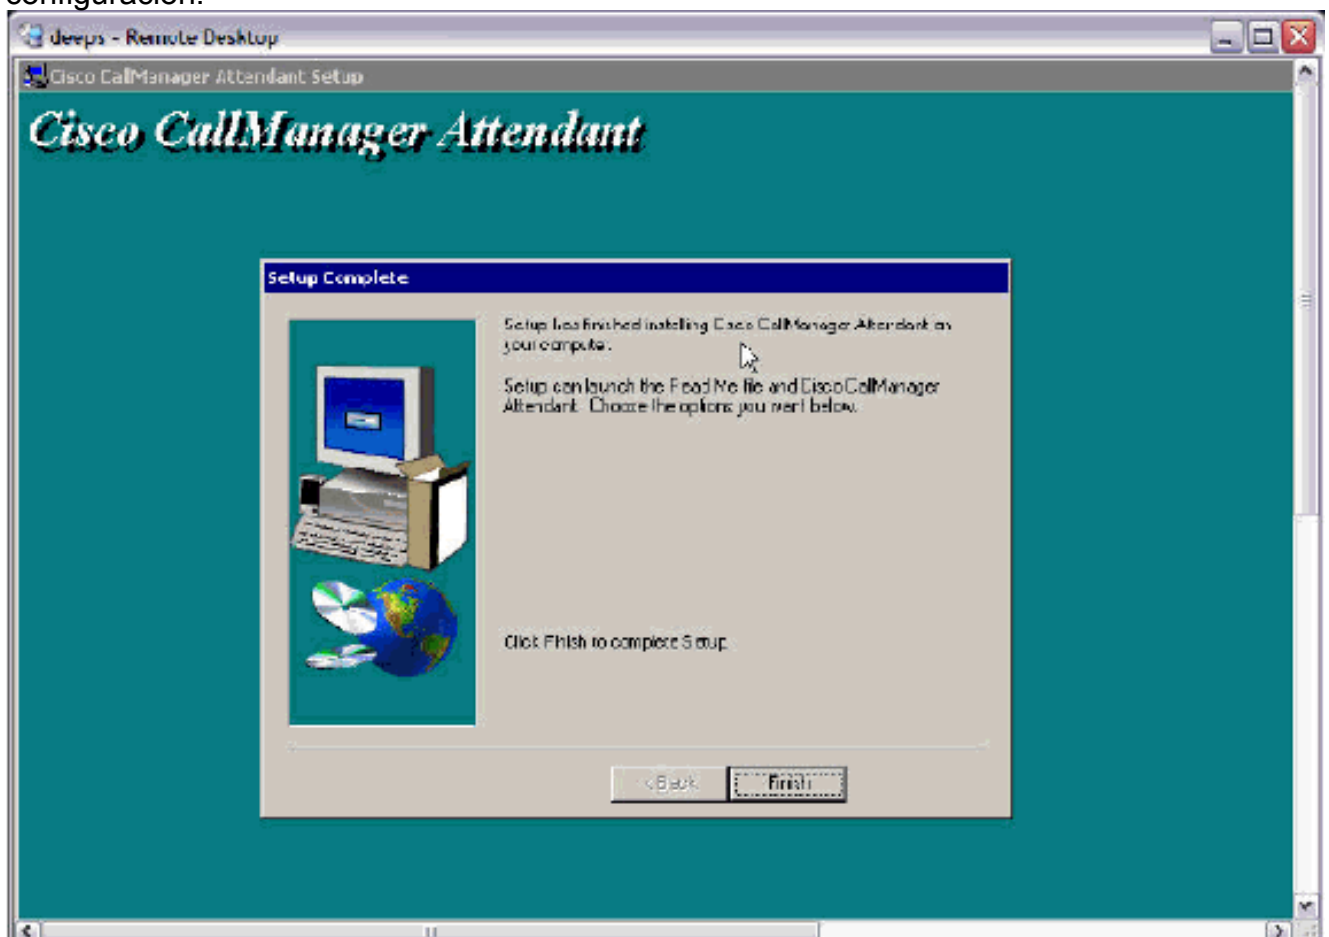 configuración.
deeps - Remote Desktop
Cisco CallManager Attendant Setup
Cisco CallManager Attendant
Setup Complete
Setup has finished installing Cisco CallManager Attendant on
your computer.
Setup can launch the Read Me file and Cisco CallManager
Attendant. Choose the options you want below.
Click Finish to complete Setup
< Back
Finish